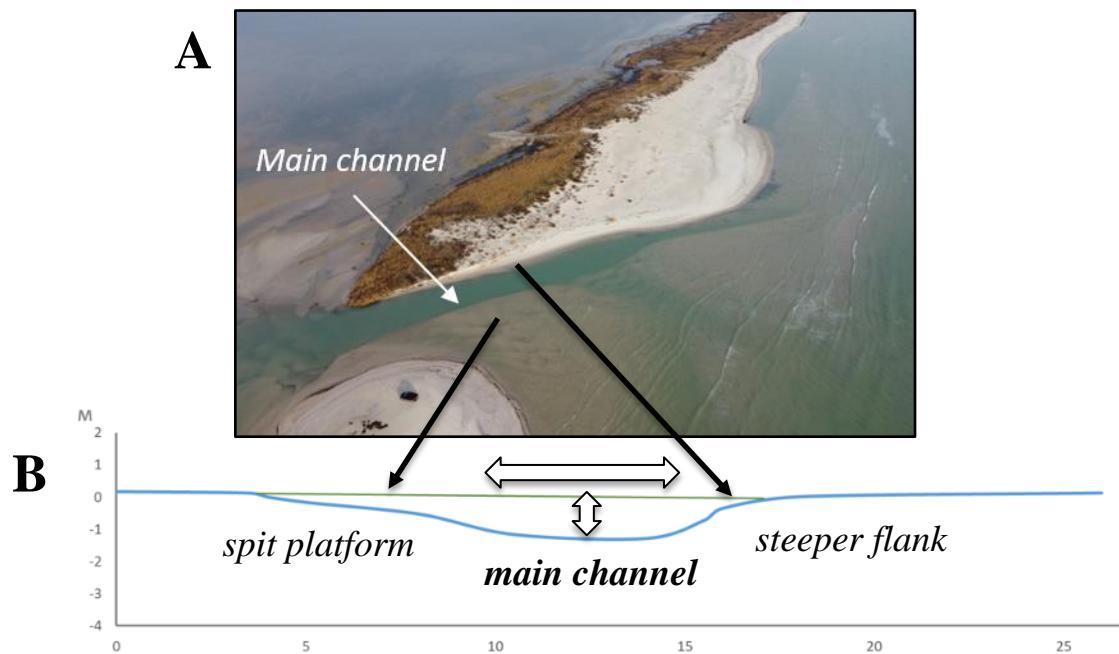 A
Main channel
M
B
2
1
0
-1
-2
-3
-4
spit platform
main channel
steeper flank
0 5 10 15 20 25